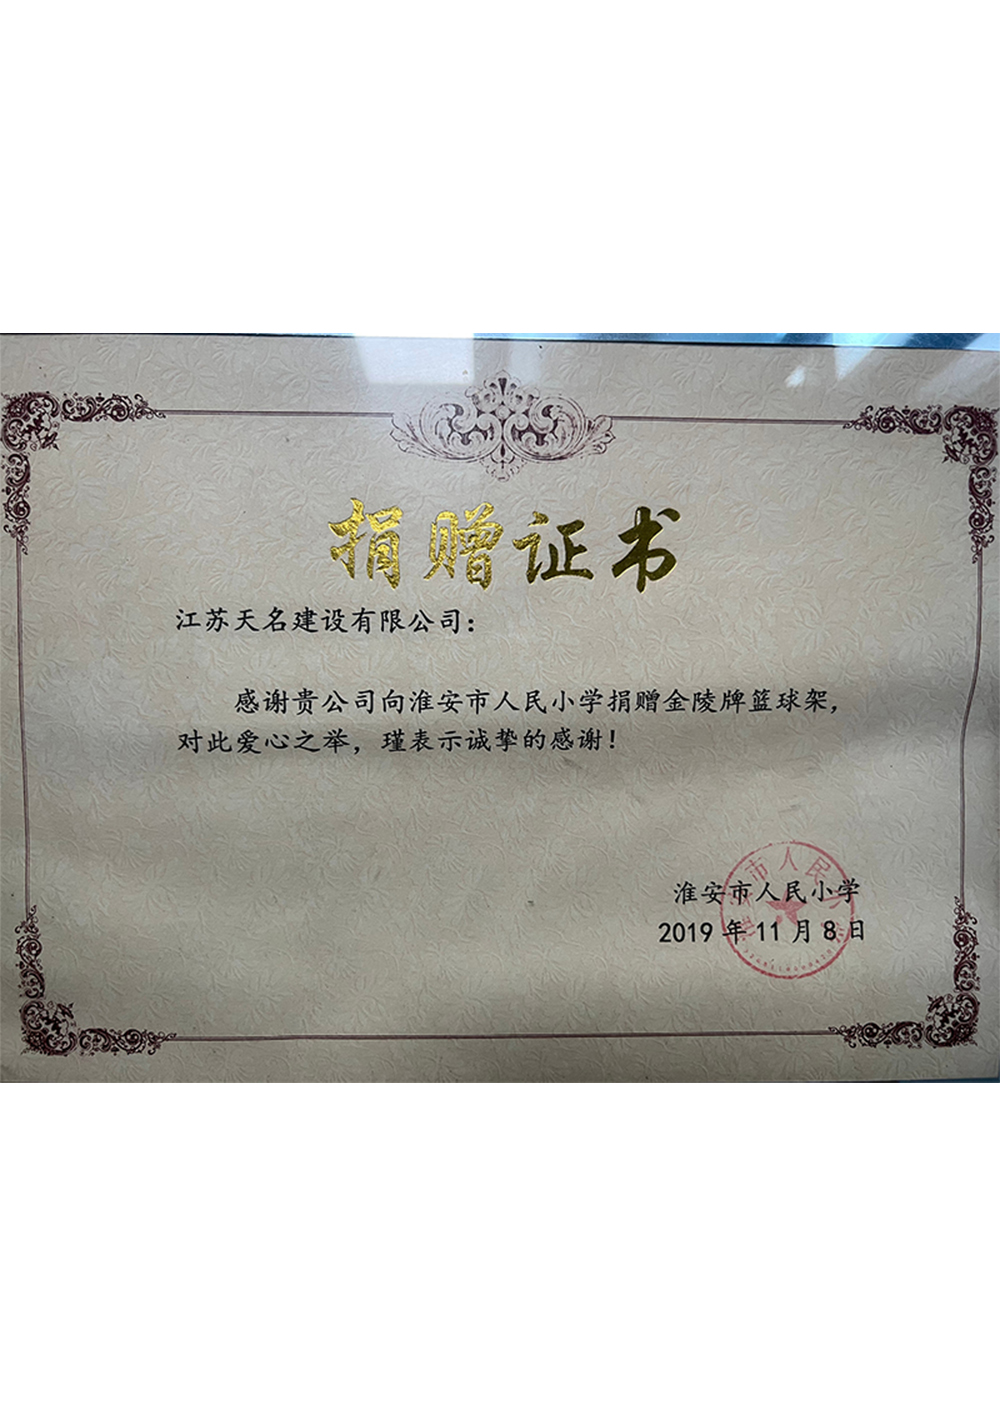 捐赠证书
江苏天名建设有限公司：
感谢贵公司向淮安市人民小学捐赠金陵牌篮球架，
对此爱心之举，瑾表示诚挚的感谢！
淮安市人民小学
2019年11月8日